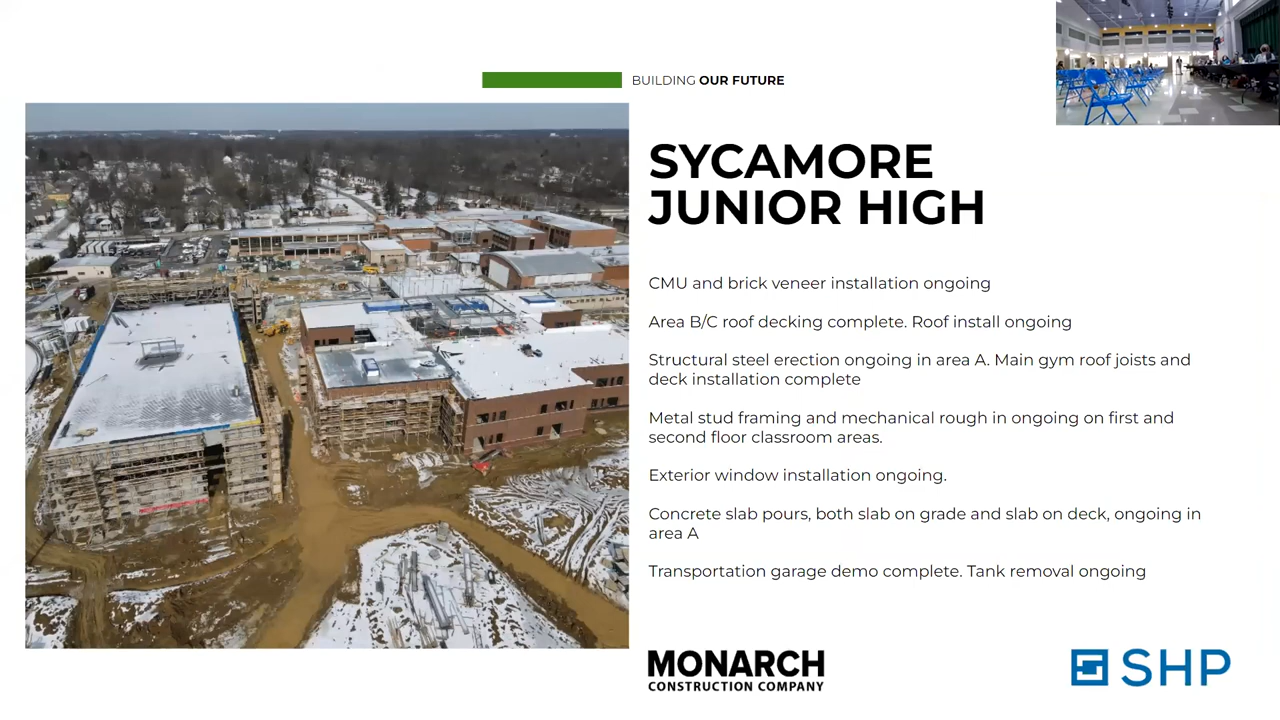 BUILDING OUR FUTURE
SYCAMORE
JUNIOR HIGH
CMU and brick veneer installation ongoing
Area B/C roof decking complete. Roof install ongoing
Structural steel erection ongoing in area A. Main gym roof joists and
deck installation complete
Metal stud framing and mechanical rough in ongoing on first and
second floor classroom areas.
Exterior window installation ongoing.
Concrete slab pours, both slab on grade and slab on deck, ongoing in
area A
Transportation garage demo complete. Tank removal ongoing
MONARCH
CONSTRUCTION COMPANY
SHP